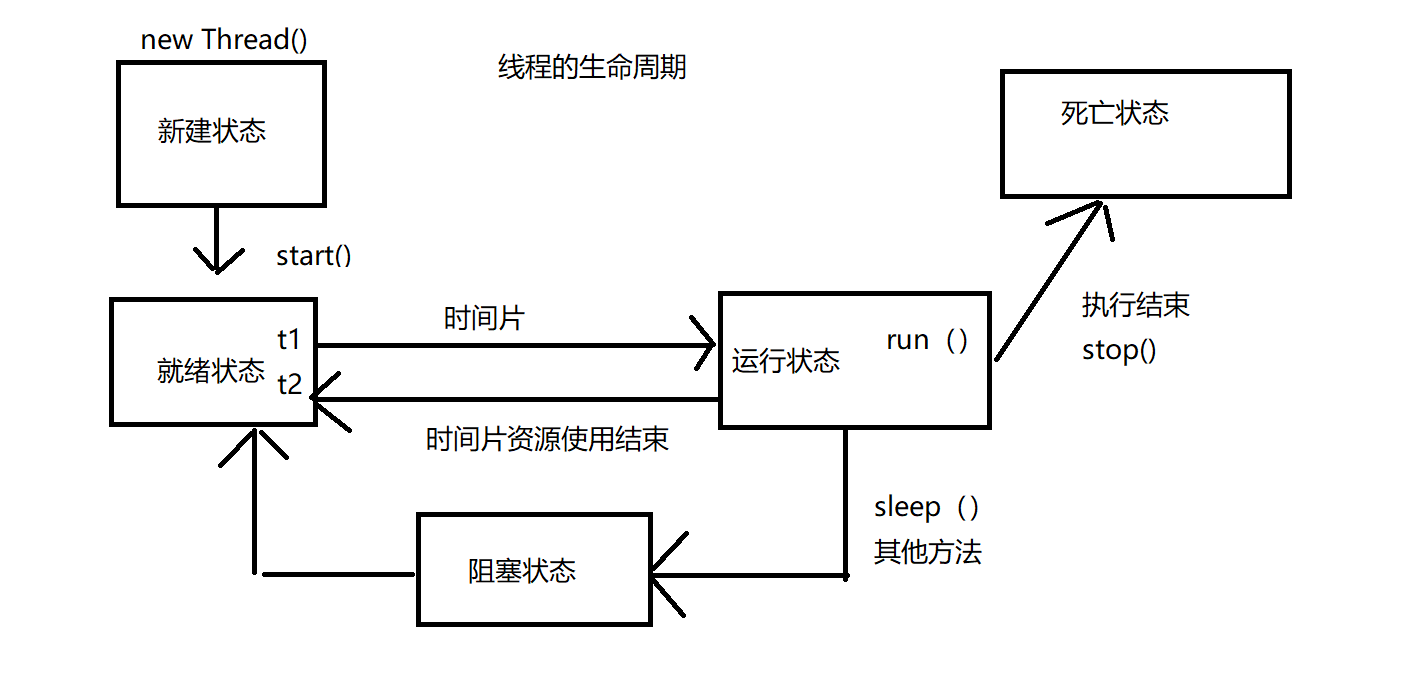 new Thread()
线程的生命周期
新建状态
死亡状态
start()
时间片
t1
就绪状态
t2
运行状态
run（）
执行结束
stop()
时间片资源使用结束
sleep（）
其他方法
阻塞状态